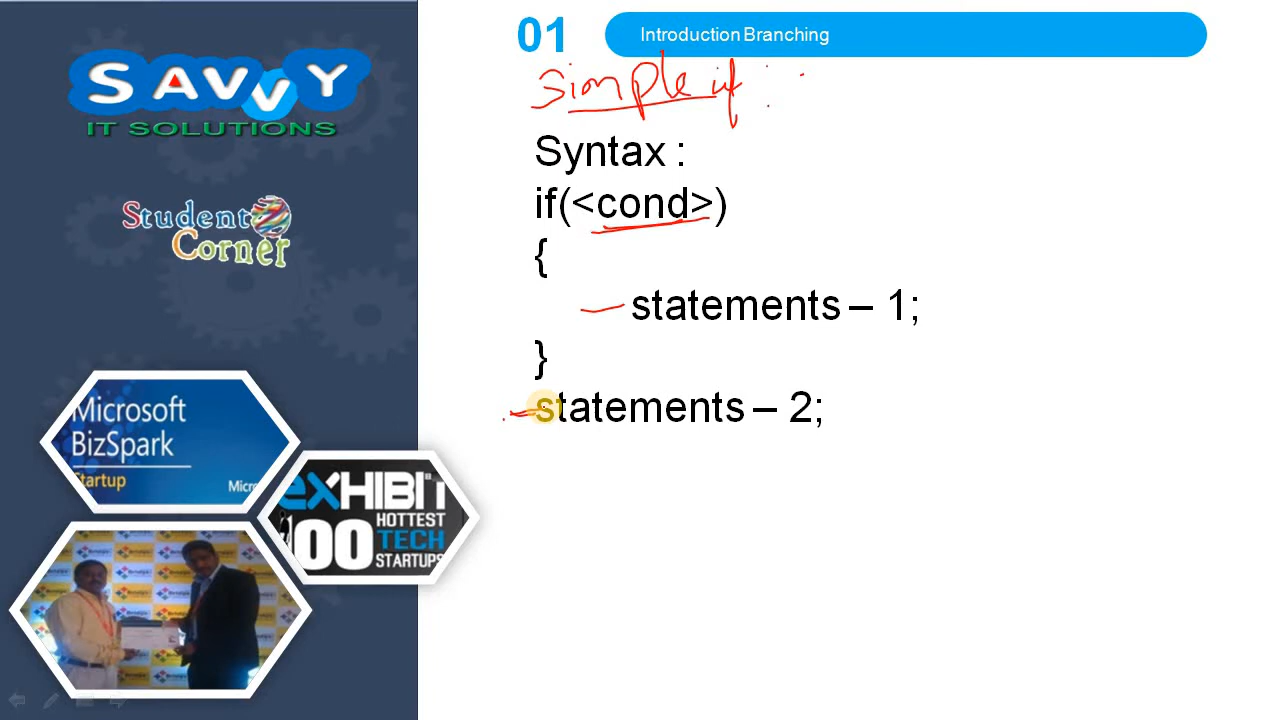 01
Introduction Branching
simple if :
Syntax :
if(<cond>)
{
statements – 1;
}
statements – 2;
SAVVY
IT SOLUTIONS
Student
Corner
Microsoft
BizSpark
Startup
Micros
eXHIBIT
100
HOTTEST
TECH
STARTUPS